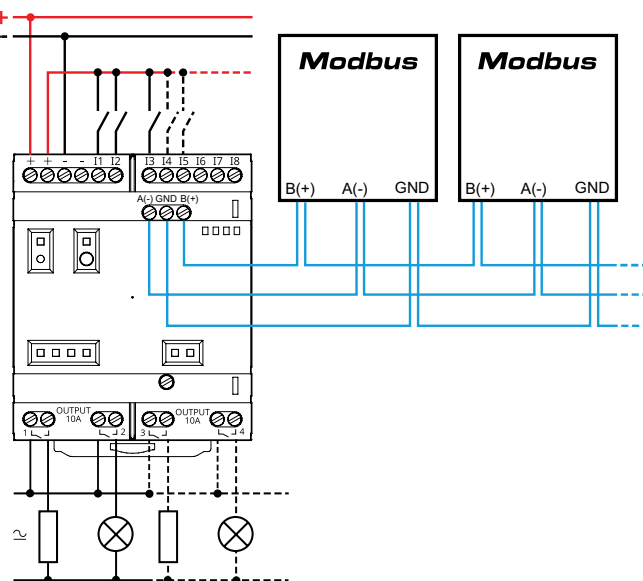 +
-
Modbus Modbus
+ + - - I1 I2 I3 I4 I5 I6 I7 I8
B(+) A(-) GND B(+) A(-) GND
A(-) GND B(+)
OUTPUT
10A
OUTPUT
10A
1 2 3 4